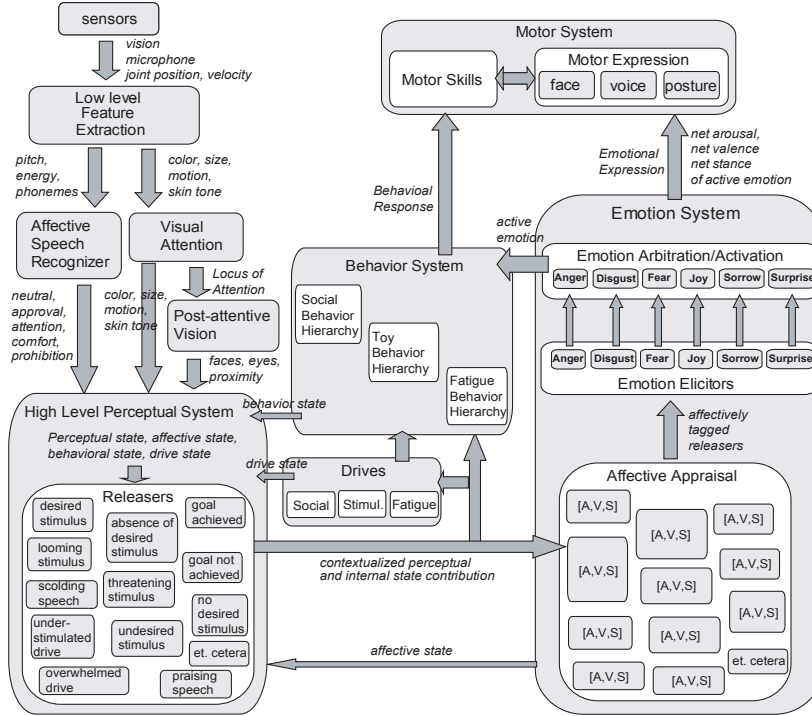 sensors
vision
microphone
joint position, velocity
Low level
Feature
Extraction
pitch,
energy,
phonemes
color, size,
motion,
skin tone
Affective
Speech
Recognizer
Visual
Attention
Locus of
Attention
neutral,
approval,
attention,
comfort,
prohibition
color, size,
motion,
skin tone
Post-attentive
Vision
faces, eyes,
proximity
High Level Perceptual System
Perceptual state, affective state,
behavioral state, drive state
Releasers
desired
stimulus
absence of
desired
stimulus
goal
achieved
looming
stimulus
goal not
achieved
scolding
speech
threatening
stimulus
no
desired
stimulus
under-
stimulated
drive
undesired
stimulus
et. cetera
overwhelmed
drive
praising
speech
Motor System
Motor Skills
Motor Expression
face
voice
posture
Behavioal
Response
Emotional
Expression
net arousal,
net valence
net stance
of active emotion
active
emotion
Behavior System
Social
Behavior
Hierarchy
Toy
Behavior
Hierarchy
Fatigue
Behavior
Hierarchy
behavior state
drive state
Drives
Social
Stimul.
Fatigue
contextualized perceptual
and internal state contribution
affective state
Emotion System
Emotion Arbitration/Activation
Anger
Disgust
Fear
Joy
Sorrow
Surprise
Anger
Disgust
Fear
Joy
Sorrow
Surprise
Emotion Elicitors
affectively
tagged
releasers
Affective Appraisal
[A,V,S]
[A,V,S]
[A,V,S]
[A,V,S]
[A,V,S]
[A,V,S]
[A,V,S]
[A,V,S]
[A,V,S]
[A,V,S]
et. cetera
[A,V,S]
[A,V,S]